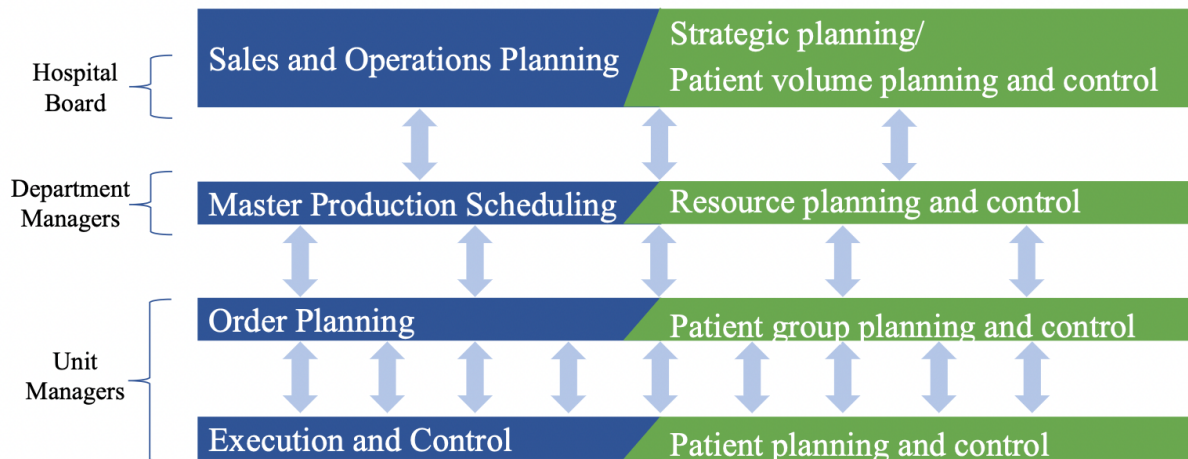 Hospital
Board
Sales and Operations Planning
Strategic planning/
Patient volume planning and control
Department
Managers
Master Production Scheduling
Resource planning and control
Unit
Managers
Order Planning
Patient group planning and control
Execution and Control
Patient planning and control